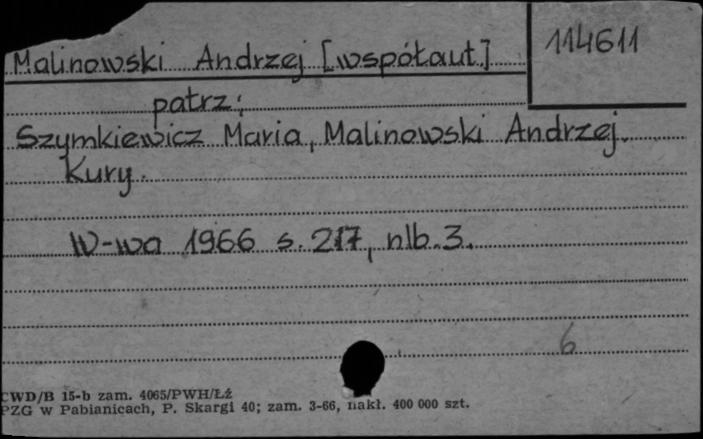 Malinowski Andrzej [współaut.]
114611
patrz:
Szymkiewicz Maria, Malinowski Andrzej.
Kury.
W-wa 1966 s. 217, nlb. 3.
6
CWD/B 15-b zam. 4065/PWH/Łż
PZG w Pabianicach, P. Skargi 40; zam. 3-66, nakł. 400 000 szt.